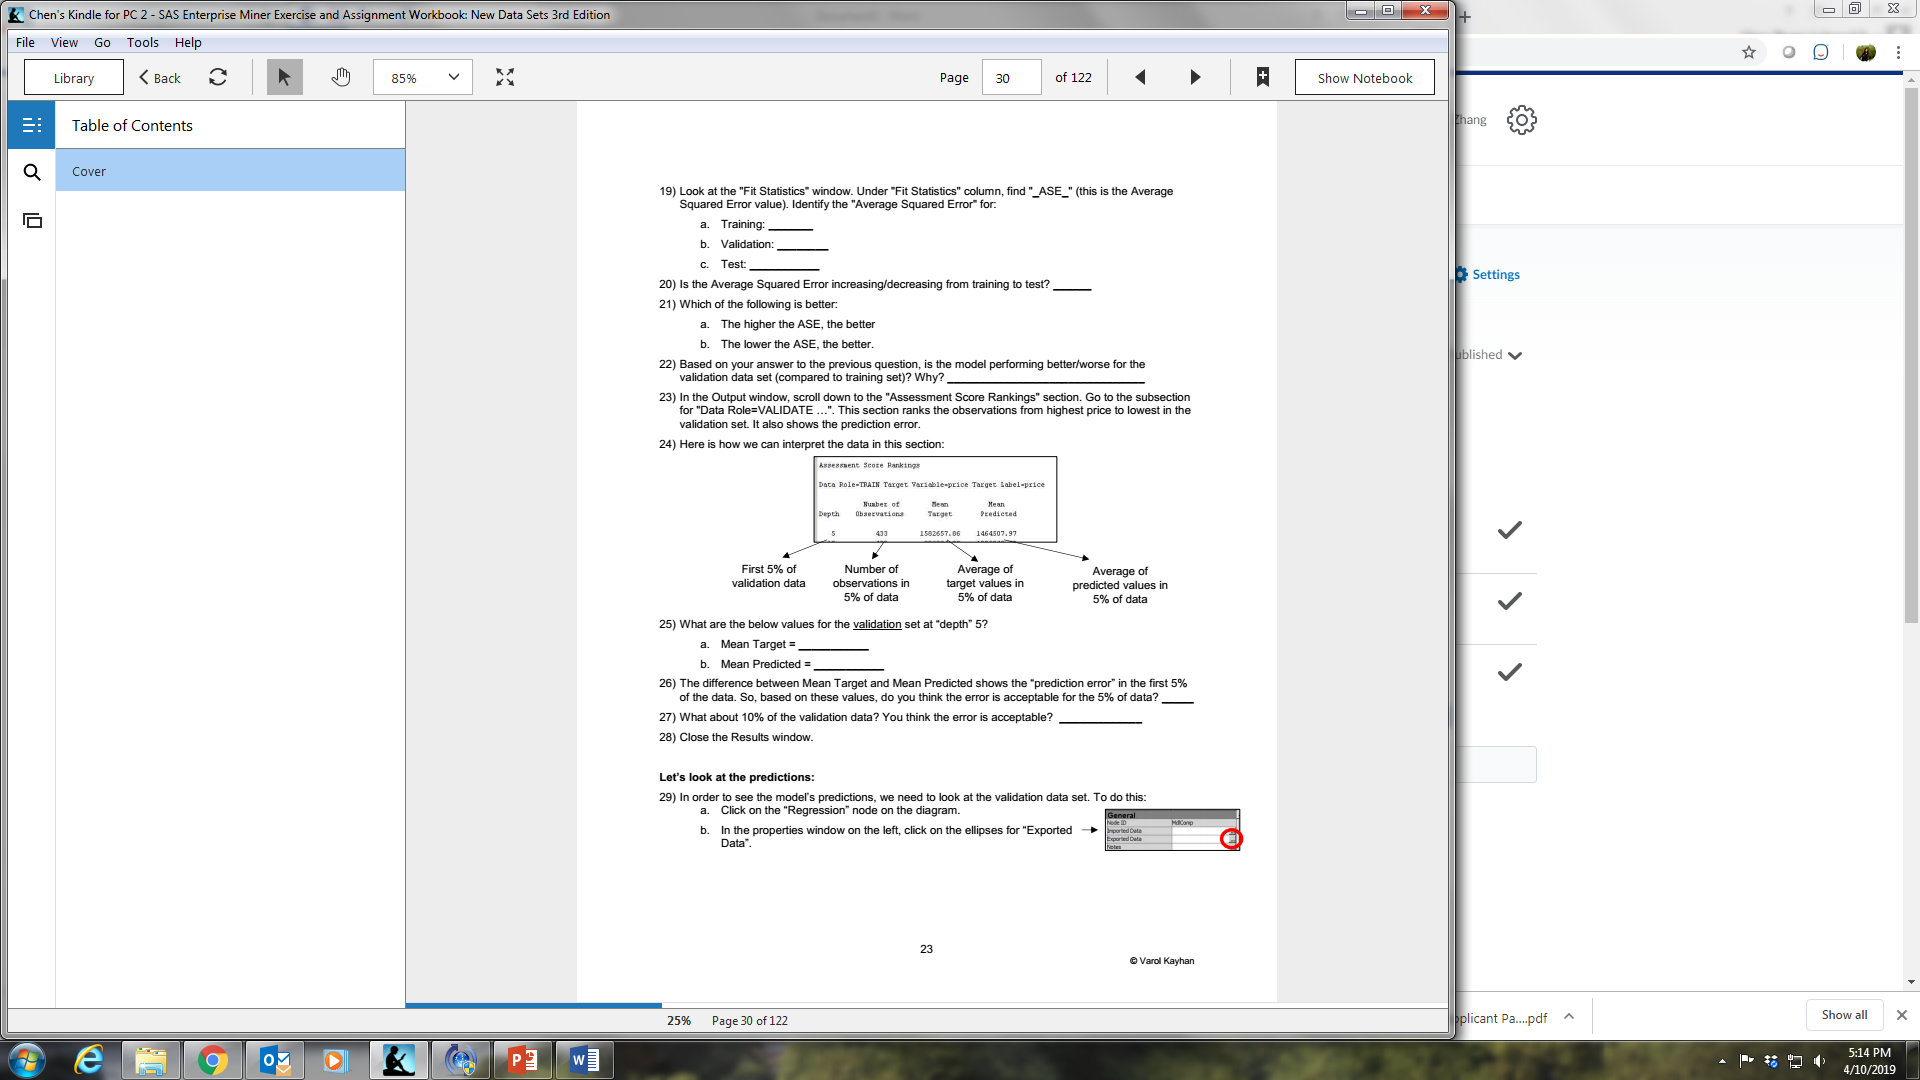 Chen's Kindle for PC 2 - SAS Enterprise Miner Exercise and Assignment Workbook: New Data Sets 3rd Edition
File View Go Tools Help
Library Back 85% Page 30 of 122 Show Notebook
Table of Contents
Cover
19) Look at the "Fit Statistics" window. Under "Fit Statistics" column, find "_ASE_" (this is the Average
Squared Error value). Identify the "Average Squared Error" for:
a. Training: _______
b. Validation: ________
c. Test: ___________
20) Is the Average Squared Error increasing/decreasing from training to test? ______
21) Which of the following is better:
a. The higher the ASE, the better
b. The lower the ASE, the better.
22) Based on your answer to the previous question, is the model performing better/worse for the
validation data set (compared to training set)? Why? _______________________________
23) In the Output window, scroll down to the "Assessment Score Rankings" section. Go to the subsection
for "Data Role=VALIDATE ...". This section ranks the observations from highest price to lowest in the
validation set. It also shows the prediction error.
24) Here is how we can interpret the data in this section:
Assessment Score Rankings
Data Role=TRAIN Target Variable=price Target Label=price
Number of Mean Mean
Depth Observations Target Predicted
5 433 1502657.86 1464507.97
First 5% of
validation data
Number of
observations in
5% of data
Average of
target values in
5% of data
Average of
predicted values in
5% of data
25) What are the below values for the validation set at “depth” 5?
a. Mean Target = ___________
b. Mean Predicted = ___________
26) The difference between Mean Target and Mean Predicted shows the “prediction error” in the first 5%
of the data. So, based on these values, do you think the error is acceptable for the 5% of data? _____
27) What about 10% of the validation data? You think the error is acceptable? _____________
28) Close the Results window.
Let’s look at the predictions:
29) In order to see the model’s predictions, we need to look at the validation data set. To do this:
a. Click on the “Regression” node on the diagram.
b. In the properties window on the left, click on the ellipses for “Exported
Data”.
General
Node ID MdlComp
Imported Data
Exported Data
Notes
23
© Varol Kayhan
25% Page 30 of 122
Zhang
Settings
ublished
pplicant Pa....pdf
Show all
5:14 PM
4/10/2019